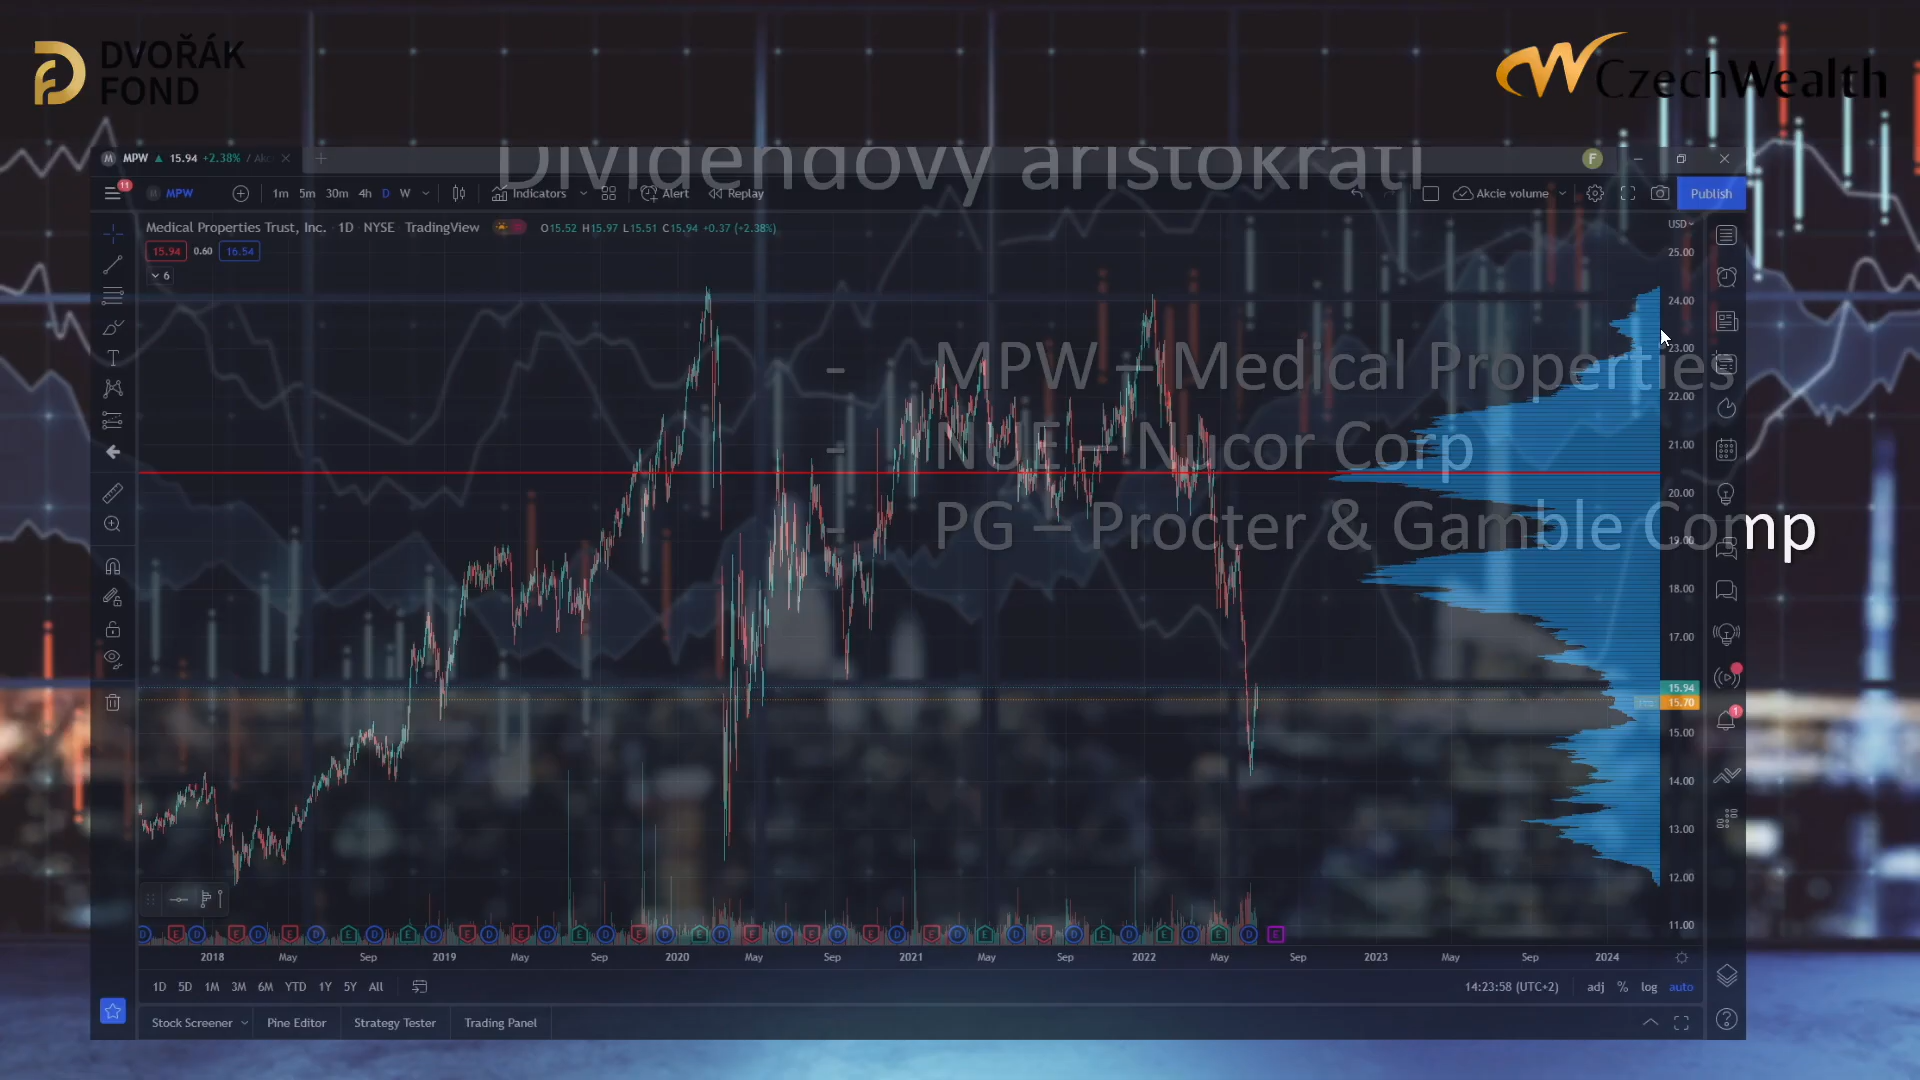 DVOŘÁK
FOND
CzechWealth
MPW 15.94 +2.38% / Akc
F
Dividendový aristokrati
11
MPW
1m 5m 30m 4h D W
Indicators
Alert
Replay
Akcie volume
Publish
Medical Properties Trust, Inc. · 1D · NYSE · TradingView
O15.52 H15.97 L15.51 C15.94 +0.37 (+2.38%)
15.94 0.60 16.54
6
USD
25.00
24.00
23.00
22.00
21.00
20.00
19.00
18.00
17.00
15.94
15.70
15.00
14.00
13.00
12.00
11.00
- MPW – Medical Properties
- NUE – Nucor Corp
- PG – Procter & Gamble Comp
1
2018 May Sep 2019 May Sep 2020 May Sep 2021 May Sep 2022 May Sep 2023 May Sep 2024
1D 5D 1M 3M 6M YTD 1Y 5Y All
14:23:58 (UTC+2) adj % log auto
Stock Screener Pine Editor Strategy Tester Trading Panel